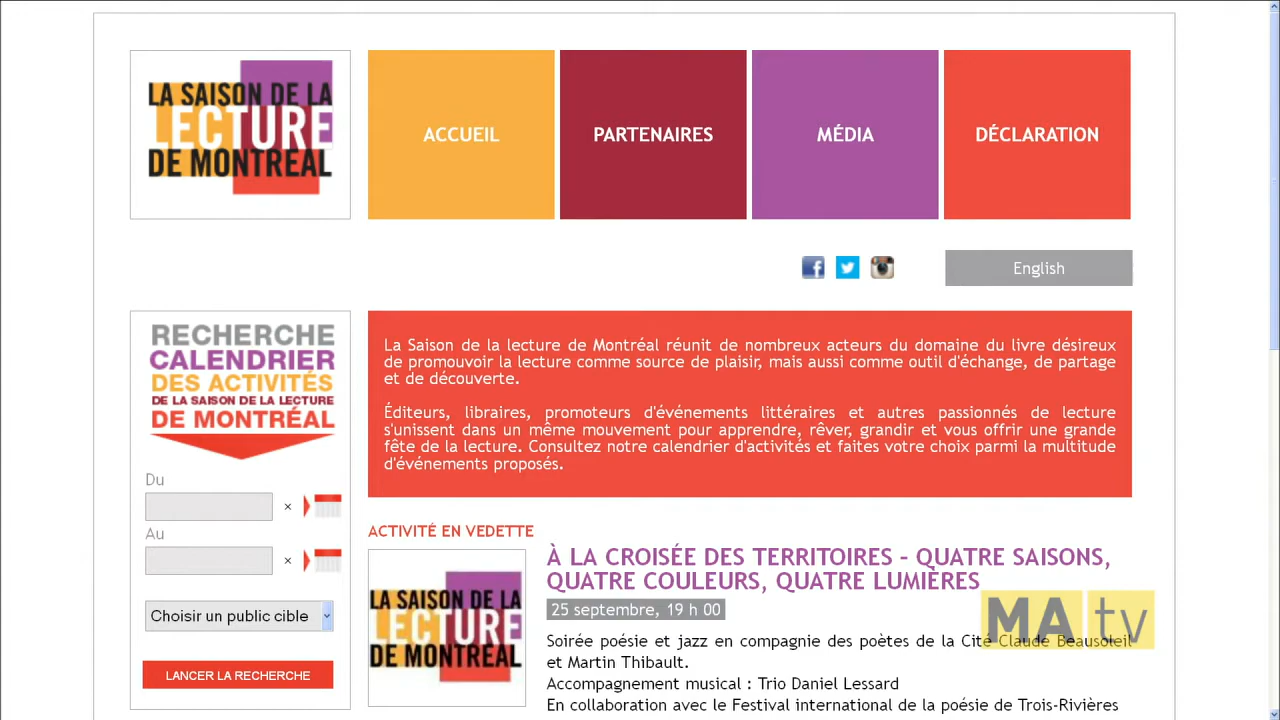 LA SAISON DE LA
LECTURE
DE MONTRÉAL
ACCUEIL
PARTENAIRES
MÉDIA
DÉCLARATION
English
RECHERCHE
CALENDRIER
DES ACTIVITÉS
DE LA SAISON DE LA LECTURE
DE MONTRÉAL
Du
×
Au
×
Choisir un public cible
LANCER LA RECHERCHE
La Saison de la lecture de Montréal réunit de nombreux acteurs du domaine du livre désireux
de promouvoir la lecture comme source de plaisir, mais aussi comme outil d'échange, de partage
et de découverte.
Éditeurs, libraires, promoteurs d'événements littéraires et autres passionnés de lecture
s'unissent dans un même mouvement pour apprendre, rêver, grandir et vous offrir une grande
fête de la lecture. Consultez notre calendrier d'activités et faites votre choix parmi la multitude
d'événements proposés.
ACTIVITÉ EN VEDETTE
LA SAISON DE LA
LECTURE
DE MONTRÉAL
À LA CROISÉE DES TERRITOIRES - QUATRE SAISONS,
QUATRE COULEURS, QUATRE LUMIÈRES
25 septembre, 19 h 00
Soirée poésie et jazz en compagnie des poètes de la Cité Claude Beausoleil
et Martin Thibault.
Accompagnement musical : Trio Daniel Lessard
En collaboration avec le Festival international de la poésie de Trois-Rivières
MAtv